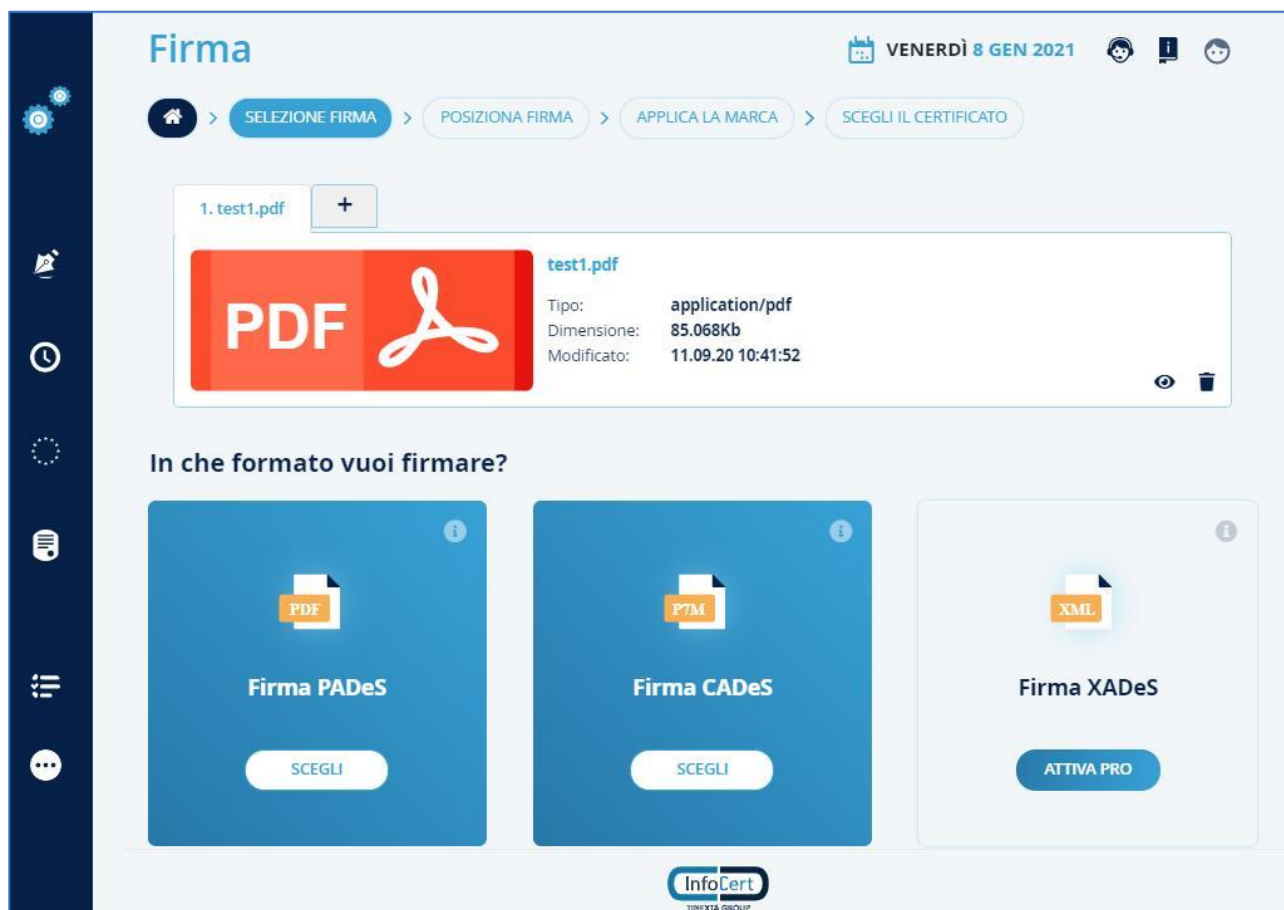 Firma
VENERDÌ 8 GEN 2021
SELEZIONE FIRMA > POSIZIONA FIRMA > APPLICA LA MARCA > SCEGLI IL CERTIFICATO
1. test1.pdf +
PDF
test1.pdf
Tipo: application/pdf
Dimensione: 85.068Kb
Modificato: 11.09.20 10:41:52
In che formato vuoi firmare?
PDF P7M XML
Firma PADeS Firma CADeS Firma XADeS
SCEGLI SCEGLI ATTIVA PRO
InfoCert
TINEXTA GROUP